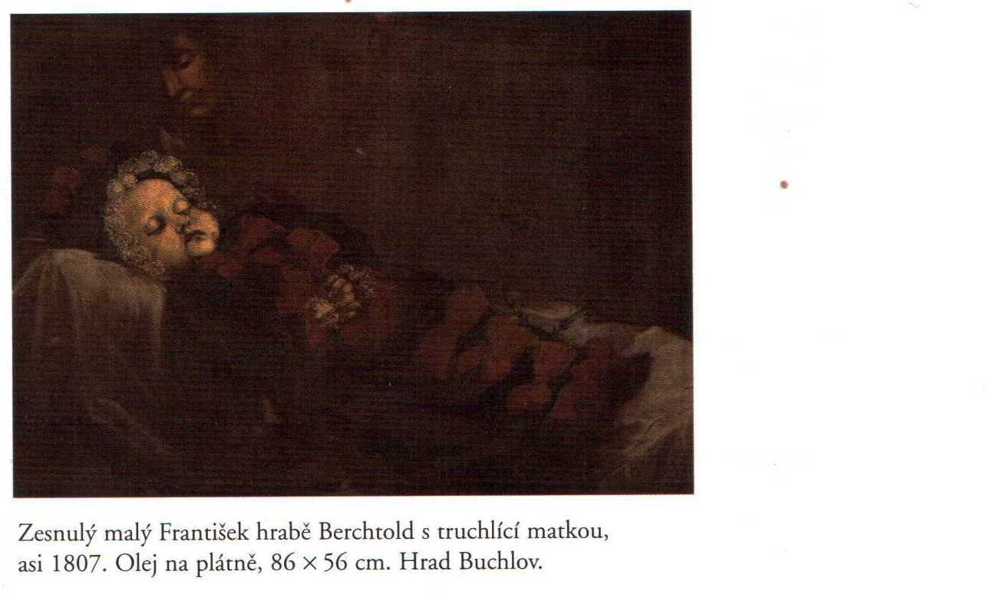 Zesnulý malý František hrabě Berchtold s truchlící matkou,
asi 1807. Olej na plátně, 86 × 56 cm. Hrad Buchlov.